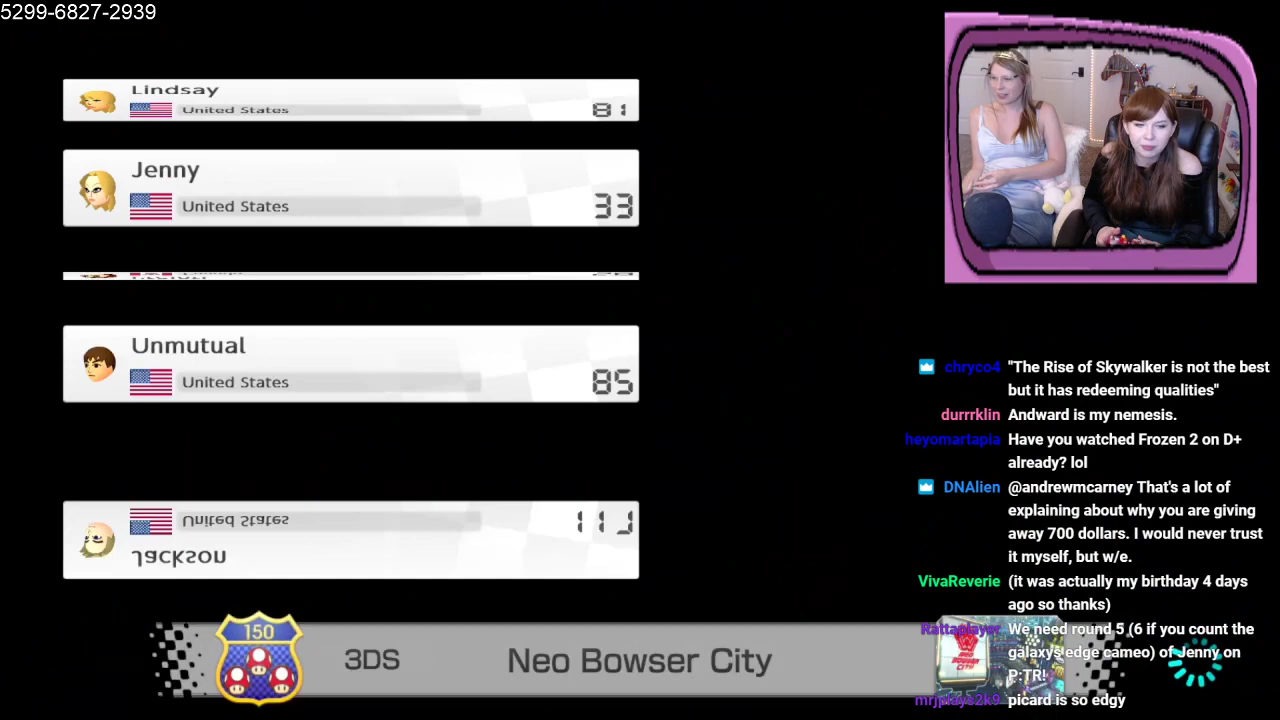 5299-6827-2939
Lindsay
United States
81
Jenny
United States
33
Unmutual
United States
85
United States
Jackson
150
3DS
Neo Bowser City
NEO
BOWSER
CITY
chryco4 "The Rise of Skywalker is not the best
but it has redeeming qualities"
durrrklin Andward is my nemesis.
heyomartapia Have you watched Frozen 2 on D+
already? lol
DNAlien @andrewmcarney That's a lot of
explaining about why you are giving
away 700 dollars. I would never trust
it myself, but w/e.
VivaReverie (it was actually my birthday 4 days
ago so thanks)
Rattaplayer We need round 5 (6 if you count the
galaxys edge cameo) of Jenny on
P:TR!
mrjplays2k9 picard is so edgy